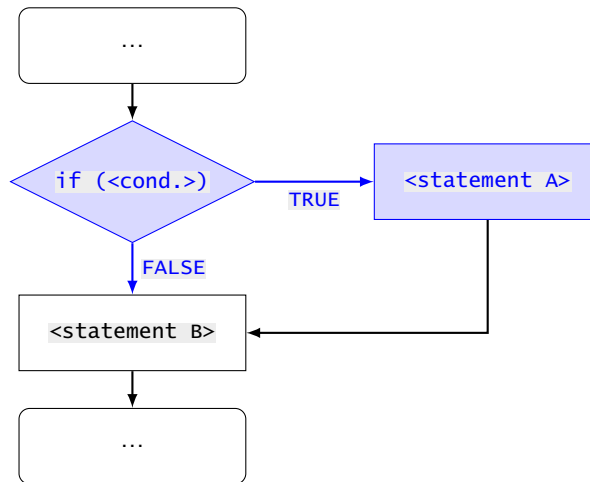 ...
if (<cond.>)
TRUE
<statement A>
FALSE
<statement B>
...